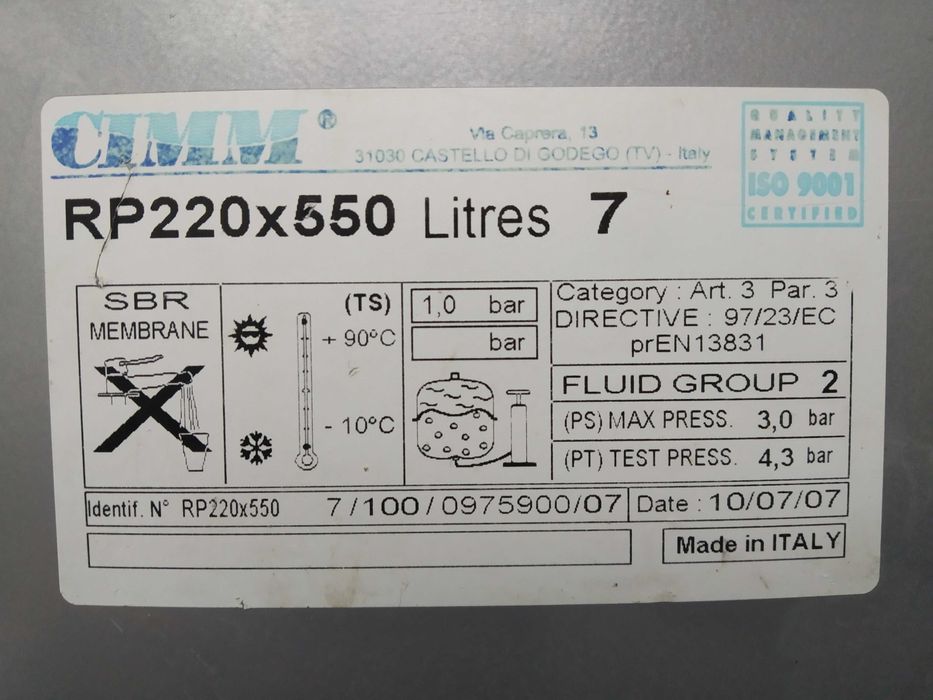 CIMM®
Via Caprera, 13
31030 CASTELLO DI GODEGO (TV) - Italy
QUALITY
MANAGEMENT
SYSTEM
ISO 9001
CERTIFIED
RP220x550 Litres 7
SBR
MEMBRANE
(TS)
+ 90°C
- 10°C
1,0 bar
bar
Category : Art. 3 Par. 3
DIRECTIVE : 97/23/EC
prEN13831
FLUID GROUP 2
(PS) MAX PRESS. 3,0 bar
(PT) TEST PRESS. 4,3 bar
Identif. N° RP220x550 7/100/0975900/07
Date : 10/07/07
Made in ITALY